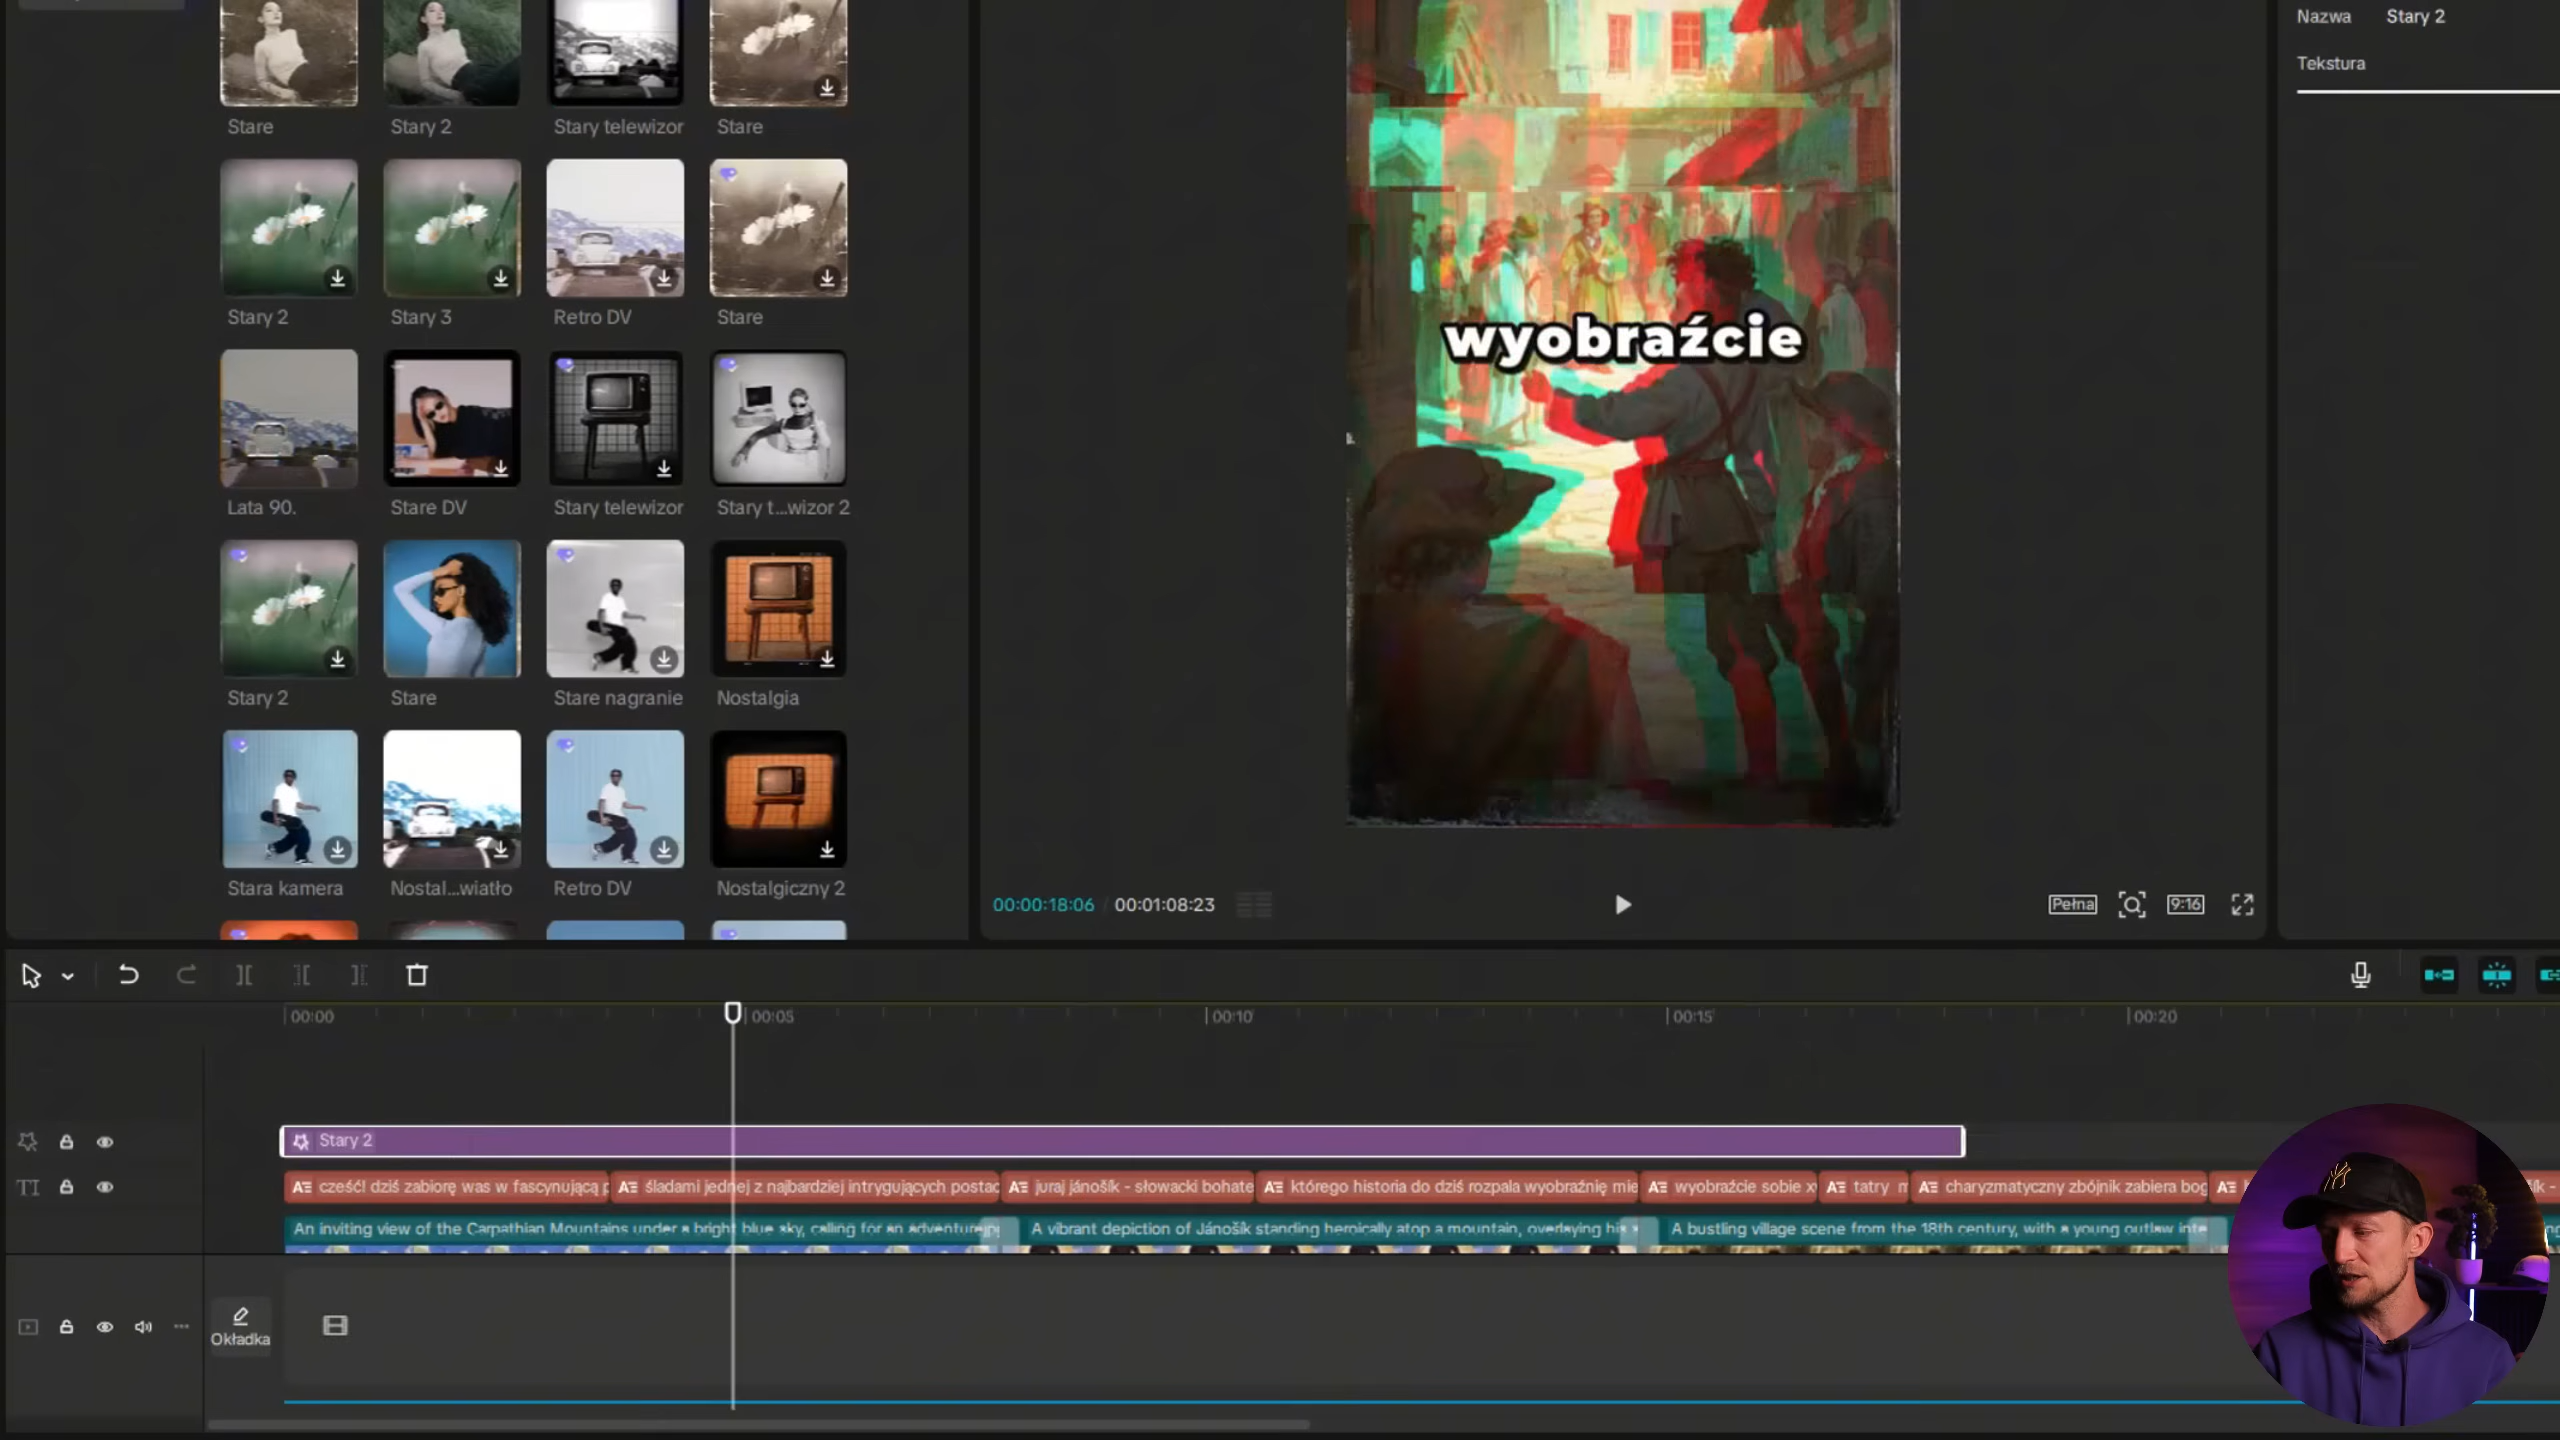 Stare
Stary 2
Stary telewizor
Stare
Stary 2
Stary 3
Retro DV
Stare
Lata 90.
Stare DV
Stary telewizor
Stary t...wizor 2
Stary 2
Stare
Stare nagranie
Nostalgia
Stara kamera
Nostal...wiatło
Retro DV
Nostalgiczny 2
wyobraźcie
00:00:18:06 / 00:01:08:23
Pełna
9:16
Nazwa Stary 2
Tekstura
00:00
00:05
00:10
00:15
00:20
Stary 2
cześć! dziś zabiorę was w fascynującą
śladami jednej z najbardziej intrygujących postac
juraj jánošík - słowacki bohate
którego historia do dziś rozpala wyobraźnię mie
wyobraźcie sobie
tatry
charyzmatyczny zbójnik zabiera bog
An inviting view of the Carpathian Mountains under a bright blue sky, calling for an adventure.jpg
A vibrant depiction of Jánošík standing heroically atop a mountain, overlaying his
A bustling village scene from the 18th century, with a young outlaw inte
Okładka